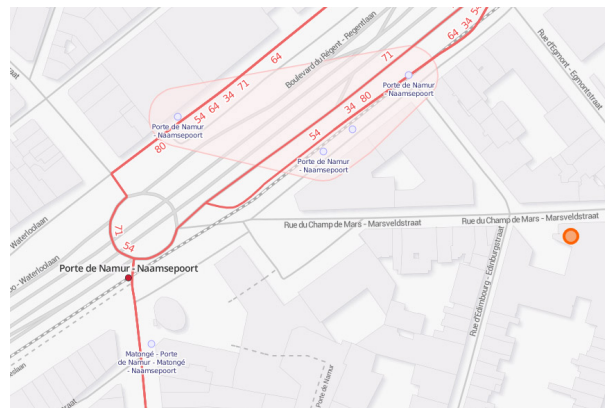 54
64
34
71
Boulevard du Régent - Regentlaan
Rue d'Egmont - Egmontstraat
64
71
54
64
34
71
80
Porte de Namur
- Naamsepoort
34
80
54
Porte de Namur
- Naamsepoort
Rue du Champ de Mars - Marsveldstraat
Rue du Champ de Mars - Marsveldstraat
71
54
Waterloolaan
- Waterloolaan
Porte de Namur - Naamsepoort
Rue d'Edimbourg - Edinburgstraat
Matongé - Porte
de Namur - Matongé
- Naamsepoort
Porte de Namur